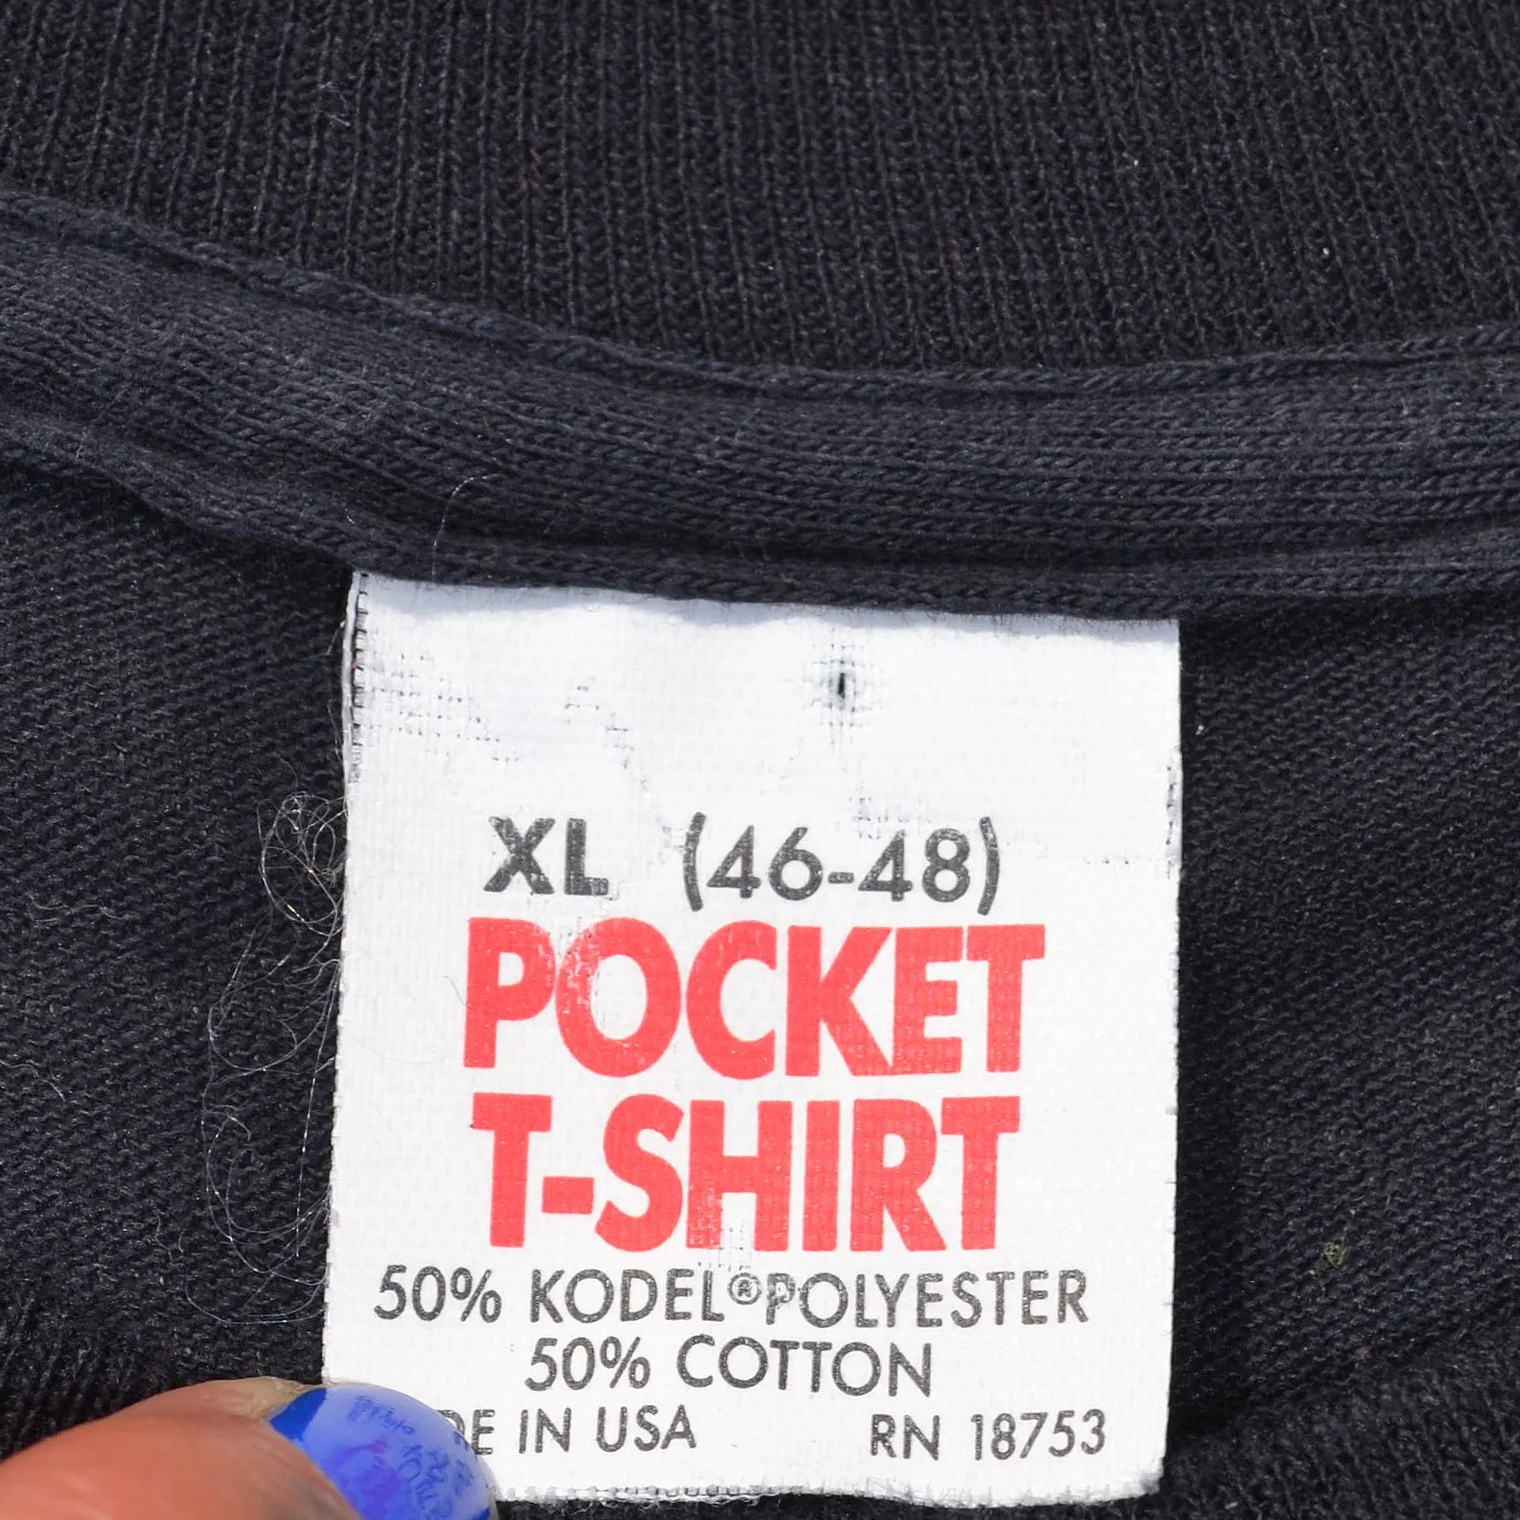 XL (46-48)
POCKET
T-SHIRT
50% KODEL® POLYESTER
50% COTTON
DE IN USA RN 18753